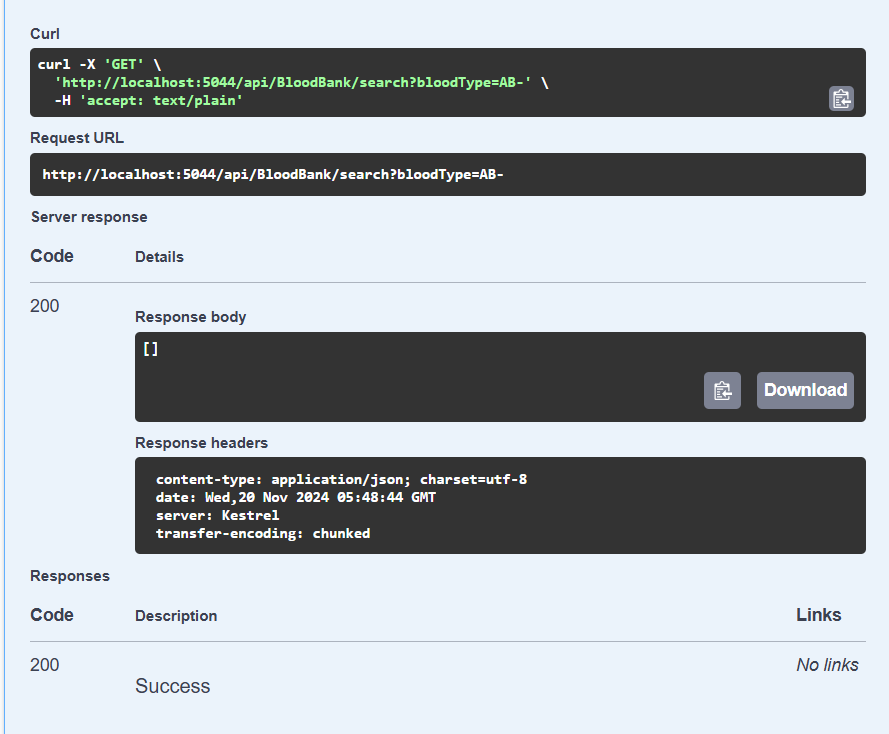 Curl
curl -X 'GET' \
'http://localhost:5044/api/BloodBank/search?bloodType=AB-' \
-H 'accept: text/plain'
Request URL
http://localhost:5044/api/BloodBank/search?bloodType=AB-
Server response
Code Details
200
Response body
[]
Download
Response headers
content-type: application/json; charset=utf-8
date: Wed,20 Nov 2024 05:48:44 GMT
server: Kestrel
transfer-encoding: chunked
Responses
Code Description Links
200 No links
Success